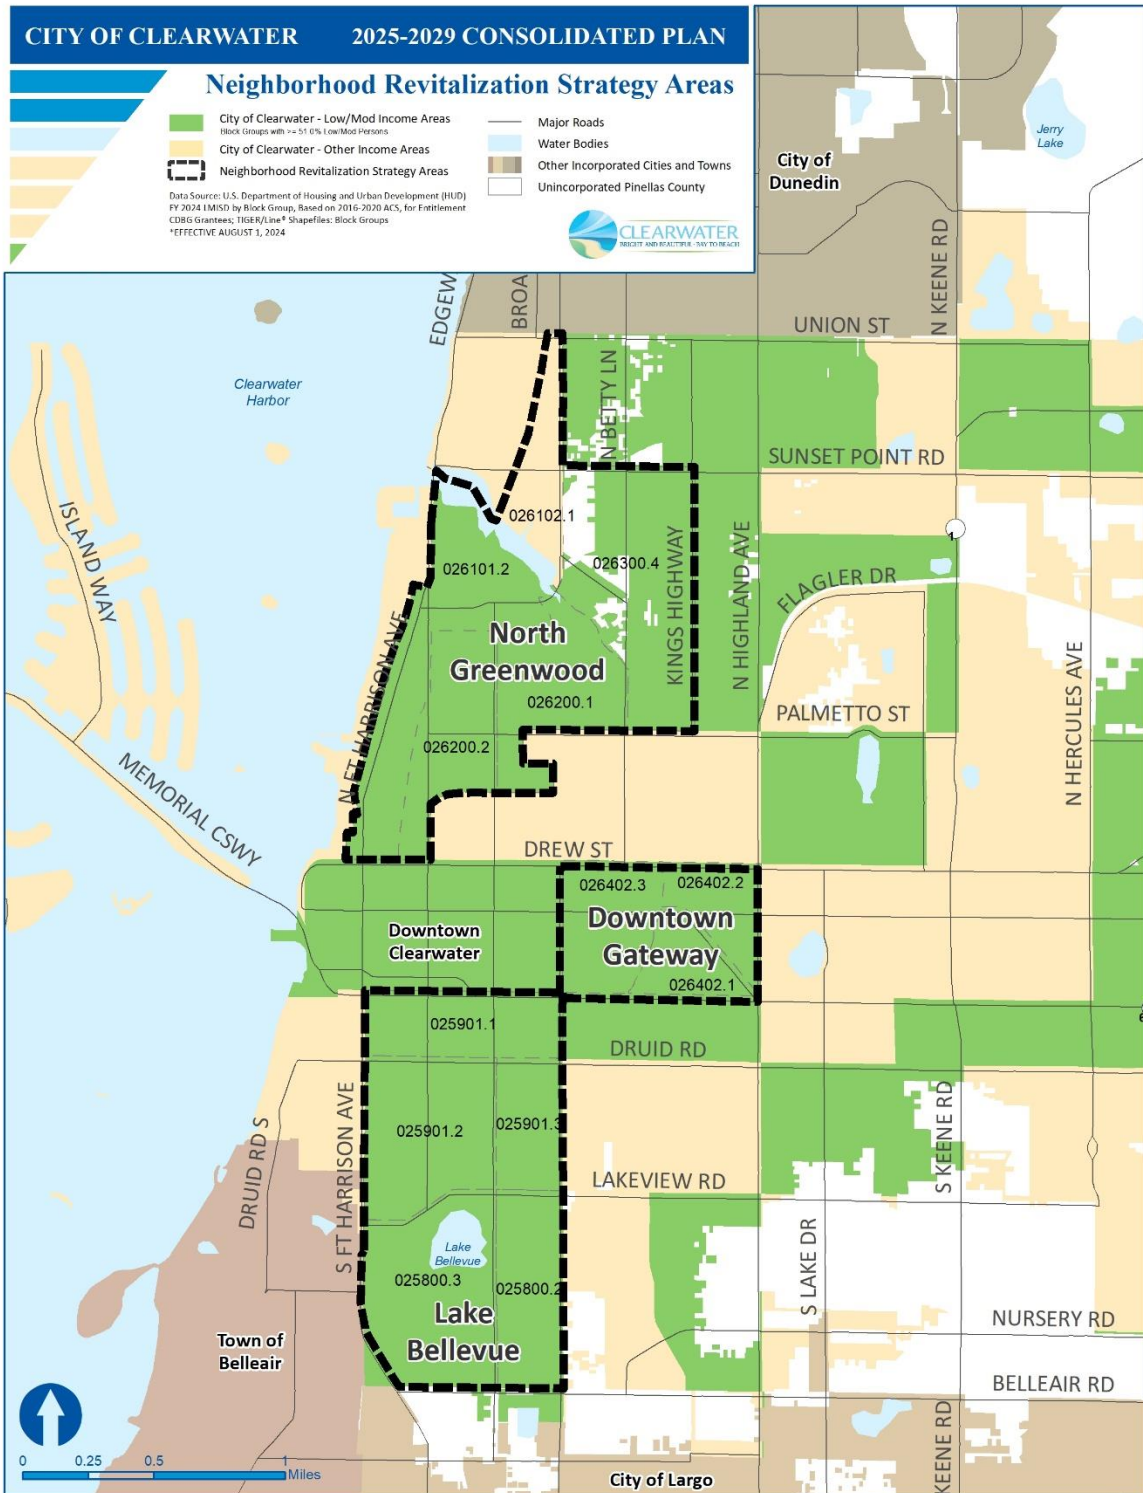 CITY OF CLEARWATER 2025-2029 CONSOLIDATED PLAN
Neighborhood Revitalization Strategy Areas
City of Clearwater - Low/Mod Income Areas
Block Groups with >= 51.0% Low/Mod Persons
City of Clearwater - Other Income Areas
Neighborhood Revitalization Strategy Areas
Major Roads
Water Bodies
Other Incorporated Cities and Towns
Unincorporated Pinellas County
Data Source: U.S. Department of Housing and Urban Development (HUD)
FY 2024 LMISD by Block Group, Based on 2016-2020 ACS, for Entitlement
CDBG Grantees; TIGER/Line® Shapefiles: Block Groups
*EFFECTIVE AUGUST 1, 2024
CLEARWATER
BRIGHT AND BEAUTIFUL • BAY TO BEACH
City of
Dunedin
Jerry
Lake
N KEENE RD
EDGEW
BROA
UNION ST
Clearwater
Harbor
N BETTY LN
SUNSET POINT RD
ISLAND WAY
026102.1
026101.2
026300.4
1
FLAGLER DR
KINGS HIGHWAY
N HIGHLAND AVE
North
Greenwood
N FT HARRISON AVE
026200.1
PALMETTO ST
N HERCULES AVE
026200.2
MEMORIAL CSWY
DREW ST
026402.3
026402.2
Downtown
Clearwater
Downtown
Gateway
026402.1
025901.1
6
DRUID RD
025901.2
025901.3
S KEENE RD
DRUID RD S
S FT HARRISON AVE
LAKEVIEW RD
Lake
Bellevue
025800.3
025800.2
S LAKE DR
Lake
Bellevue
NURSERY RD
Town of
Belleair
BELLEAIR RD
KEENE RD
0 0.25 0.5 1
Miles
City of Largo